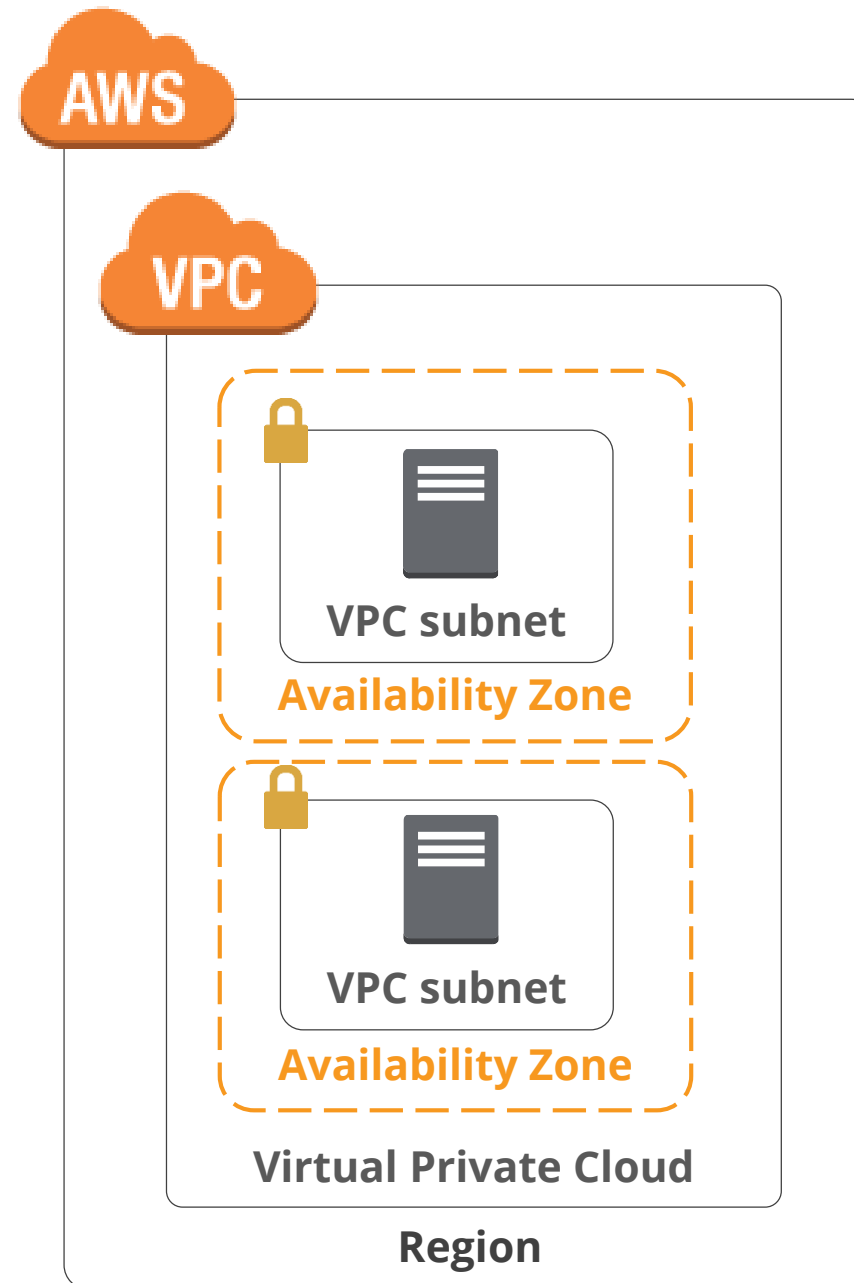 AWS
VPC
VPC subnet
Availability Zone
VPC subnet
Availability Zone
Virtual Private Cloud
Region